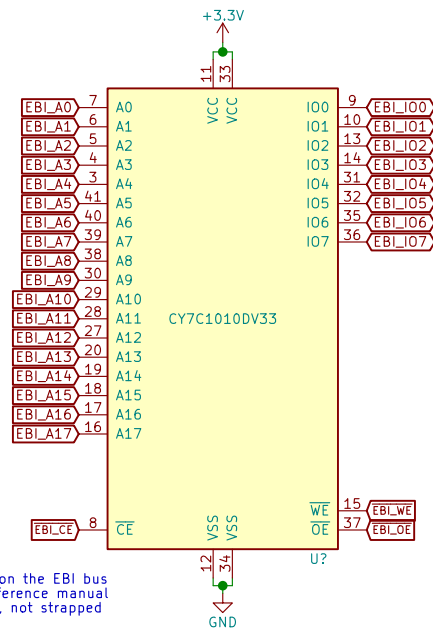 +3.3V
11 33
VCC VCC
EBI_A0 7 A0 IO0 9 EBI_IO0
EBI_A1 6 A1 IO1 10 EBI_IO1
EBI_A2 5 A2 IO2 13 EBI_IO2
EBI_A3 4 A3 IO3 14 EBI_IO3
EBI_A4 3 A4 IO4 31 EBI_IO4
EBI_A5 41 A5 IO5 32 EBI_IO5
EBI_A6 40 A6 IO6 35 EBI_IO6
EBI_A7 39 A7 IO7 36 EBI_IO7
EBI_A8 38 A8
EBI_A9 30 A9
EBI_A10 29 A10
EBI_A11 28 A11 CY7C1010DV33
EBI_A12 27 A12
EBI_A13 20 A13
EBI_A14 19 A14
EBI_A15 18 A15
EBI_A16 17 A16
EBI_A17 16 A17
WE 15 EBI_WE
EBI_CE 8 CE OE 37 EBI_OE
VSS VSS
12 34
U?
on the EBI bus
ference manual
, not strapped
GND